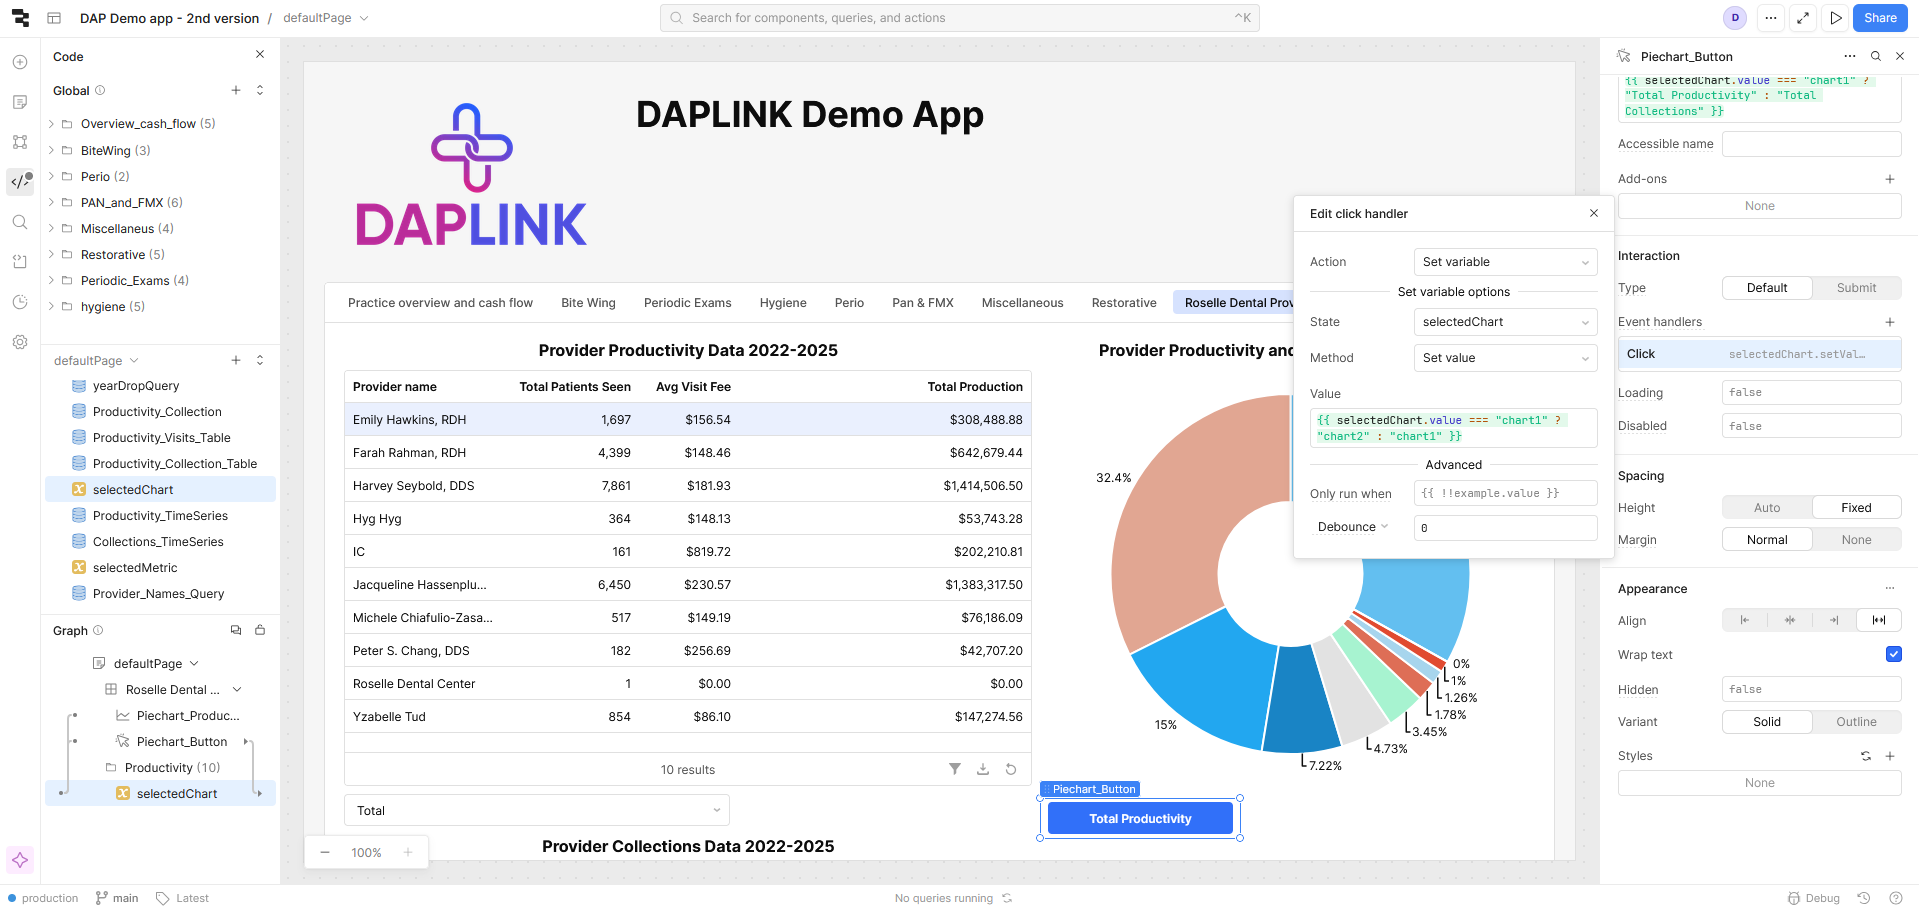 DAP Demo app - 2nd version / defaultPage
Search for components, queries, and actions ^K
D
Share
Code
Global
Overview_cash_flow (5)
BiteWing (3)
Perio (2)
PAN_and_FMX (6)
Miscellaneus (4)
Restorative (5)
Periodic_Exams (4)
hygiene (5)
defaultPage
yearDropQuery
Productivity_Collection
Productivity_Visits_Table
Productivity_Collection_Table
selectedChart
Productivity_TimeSeries
Collections_TimeSeries
selectedMetric
Provider_Names_Query
Graph
defaultPage
Roselle Dental ...
Piechart_Produc...
Piechart_Button
Productivity (10)
selectedChart
DAPLINK
DAPLINK Demo App
Practice overview and cash flow Bite Wing Periodic Exams Hygiene Perio Pan & FMX Miscellaneous Restorative Roselle Dental Prov
Provider Productivity Data 2022-2025
Provider name Total Patients Seen Avg Visit Fee Total Production
Emily Hawkins, RDH 1,697 $156.54 $308,488.88
Farah Rahman, RDH 4,399 $148.46 $642,679.44
Harvey Seybold, DDS 7,861 $181.93 $1,414,506.50
Hyg Hyg 364 $148.13 $53,743.28
IC 161 $819.72 $202,210.81
Jacqueline Hassenplu... 6,450 $230.57 $1,383,317.50
Michele Chiafulio-Zasa... 517 $149.19 $76,186.09
Peter S. Chang, DDS 182 $256.69 $42,707.20
Roselle Dental Center 1 $0.00 $0.00
Yzabelle Tud 854 $86.10 $147,274.56
10 results
Total
Provider Collections Data 2022-2025
100%
Provider Productivity and
32.4%
15%
7.22%
4.73%
3.45%
1.78%
1.26%
1%
0%
Piechart_Button
Total Productivity
Edit click handler
Action Set variable
Set variable options
State selectedChart
Method Set value
Value
{{ selectedChart.value === "chart1" ?
"chart2" : "chart1" }}
Advanced
Only run when {{ !!example.value }}
Debounce 0
Piechart_Button
{{ selectedChart.value === "chart1" ?
"Total Productivity" : "Total
Collections" }}
Accessible name
Add-ons
None
Interaction
Type Default Submit
Event handlers
Click selectedChart.setVal…
Loading false
Disabled false
Spacing
Height Auto Fixed
Margin Normal None
Appearance
Align
Wrap text
Hidden false
Variant Solid Outline
Styles
None
production main Latest
No queries running
Debug